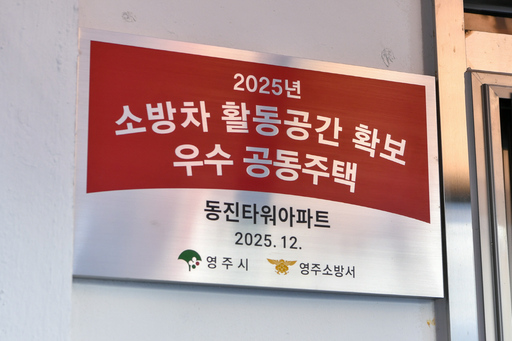 2025년
소방차 활동공간 확보
우수 공동주택
동진타워아파트
2025. 12.
영주시 영주소방서